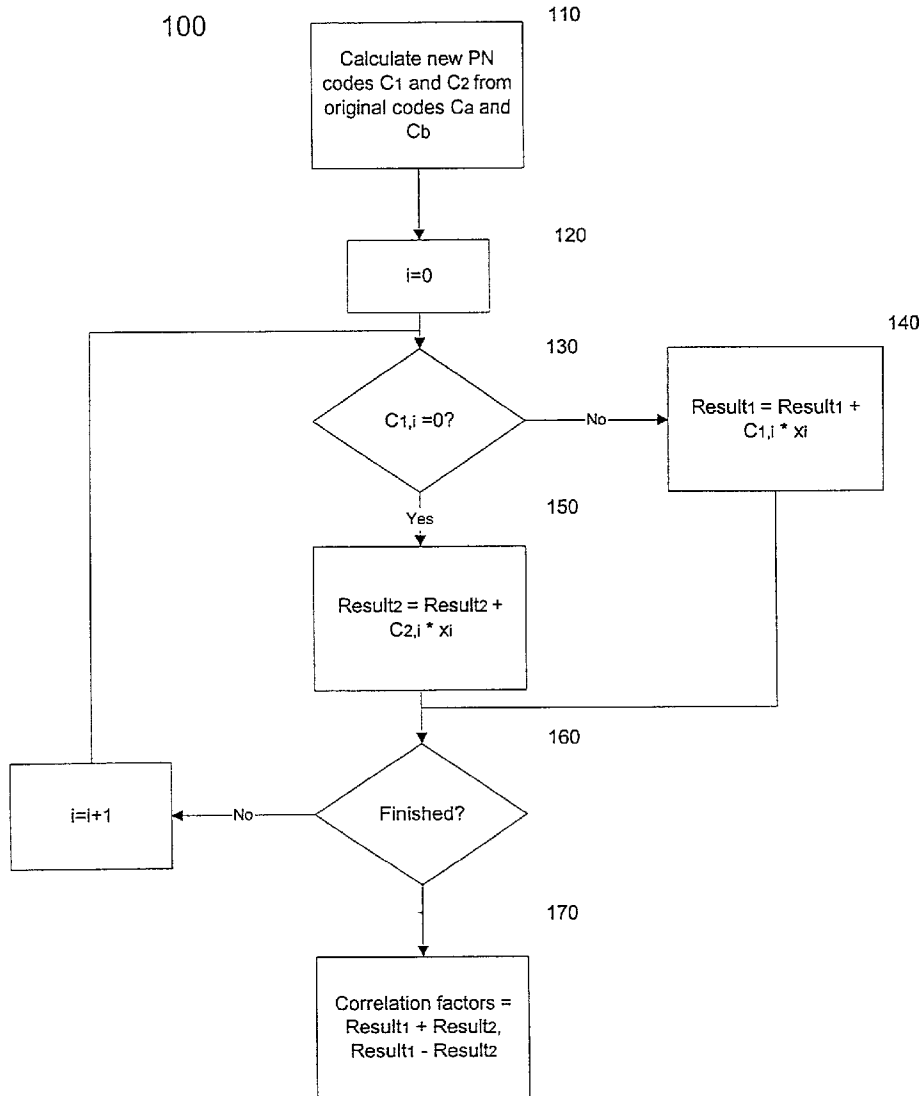 100
110
Calculate new PN
codes C1 and C2 from
original codes Ca and
Cb
120
i=0
130
C1,i =0?
No
140
Result1 = Result1 +
C1,i * xi
Yes
150
Result2 = Result2 +
C2,i * xi
160
Finished?
No
i=i+1
170
Correlation factors =
Result1 + Result2,
Result1 - Result2